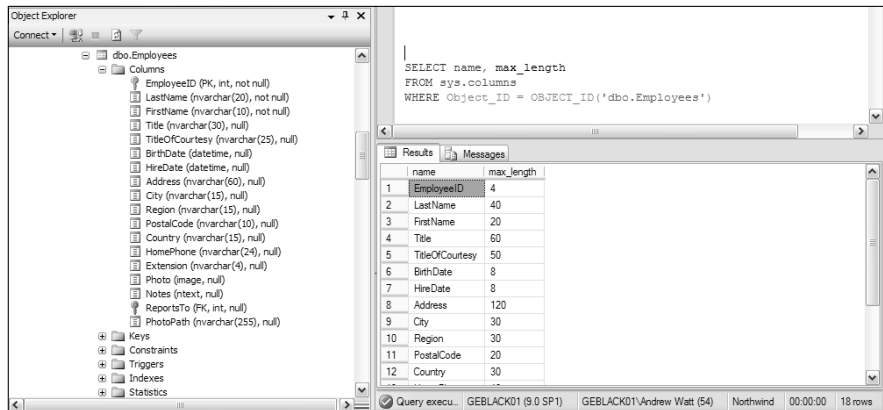 Object Explorer
Connect
dbo.Employees
Columns
EmployeeID (PK, int, not null)
LastName (nvarchar(20), not null)
FirstName (nvarchar(10), not null)
Title (nvarchar(30), null)
TitleOfCourtesy (nvarchar(25), null)
BirthDate (datetime, null)
HireDate (datetime, null)
Address (nvarchar(60), null)
City (nvarchar(15), null)
Region (nvarchar(15), null)
PostalCode (nvarchar(10), null)
Country (nvarchar(15), null)
HomePhone (nvarchar(24), null)
Extension (nvarchar(4), null)
Photo (image, null)
Notes (ntext, null)
ReportsTo (FK, int, null)
PhotoPath (nvarchar(255), null)
Keys
Constraints
Triggers
Indexes
Statistics
SELECT name, max_length
FROM sys.columns
WHERE Object_ID = OBJECT_ID('dbo.Employees')
Results Messages
name max_length
1 EmployeeID 4
2 LastName 40
3 FirstName 20
4 Title 60
5 TitleOfCourtesy 50
6 BirthDate 8
7 HireDate 8
8 Address 120
9 City 30
10 Region 30
11 PostalCode 20
12 Country 30
Query execu... GEBLACK01 (9.0 SP1) GEBLACK01\Andrew Watt (54) Northwind 00:00:00 18 rows